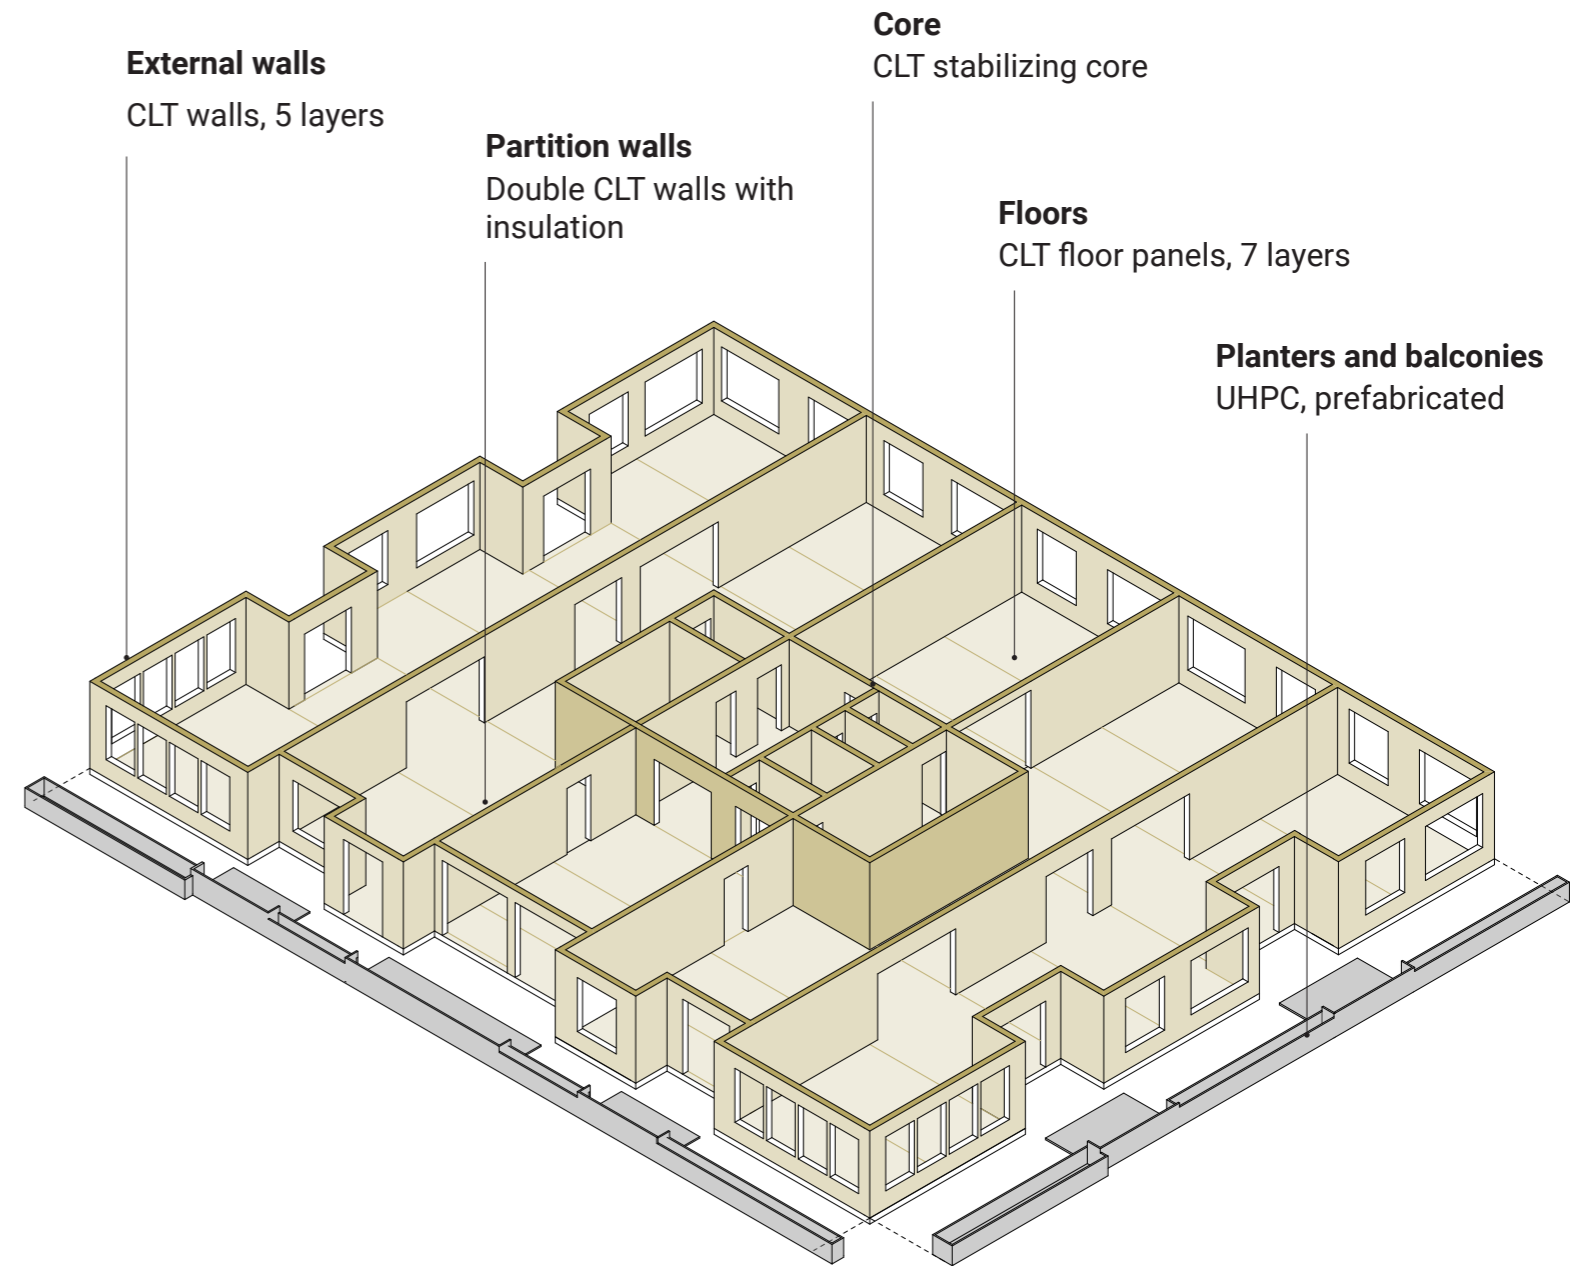 External walls
CLT walls, 5 layers
Partition walls
Double CLT walls with
insulation
Core
CLT stabilizing core
Floors
CLT floor panels, 7 layers
Planters and balconies
UHPC, prefabricated